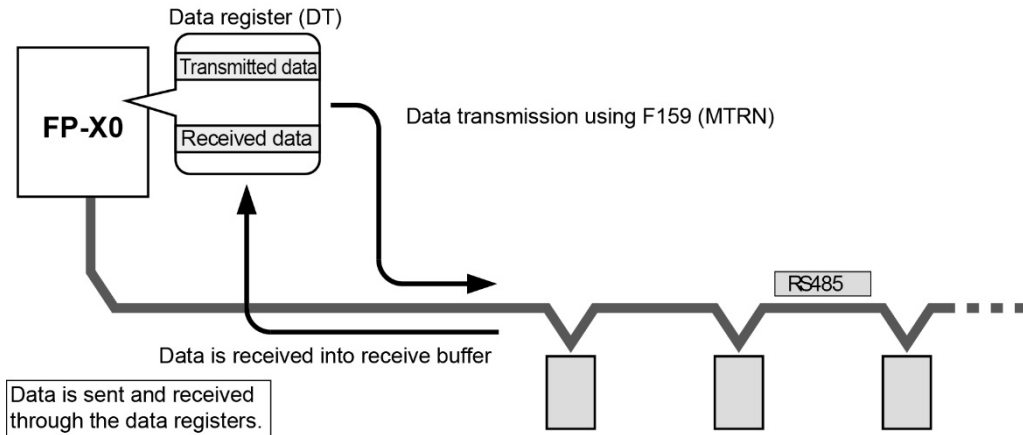 Data register (DT)
Transmitted data
FP-X0
Data transmission using F159 (MTRN)
Received data
RS485
Data is received into receive buffer
Data is sent and received
through the data registers.